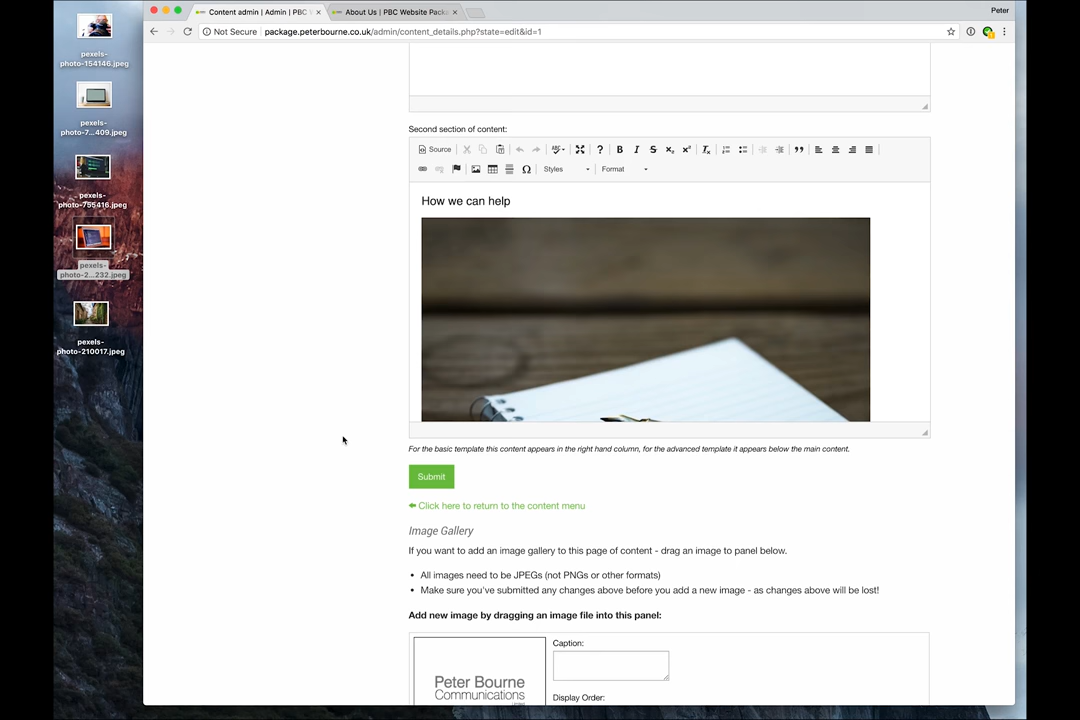 Content admin | Admin | PBC W
About Us | PBC Website Pack
Peter
Not Secure
package.peterbourne.co.uk/admin/content_details.php?state=edit&id=1
pexels-
photo-154146.jpeg
pexels-
photo-7...409.jpeg
pexels-
photo-755416.jpeg
pexels-
photo-2...232.jpeg
pexels-
photo-210017.jpeg
Second section of content:
Source
Styles
Format
How we can help
For the basic template this content appears in the right hand column, for the advanced template it appears below the main content.
Submit
Click here to return to the content menu
Image Gallery
If you want to add an image gallery to this page of content - drag an image to panel below.
• All images need to be JPEGs (not PNGs or other formats)
• Make sure you've submitted any changes above before you add a new image - as changes above will be lost!
Add new image by dragging an image file into this panel:
Caption:
Peter Bourne
Communications
Limited
Display Order: